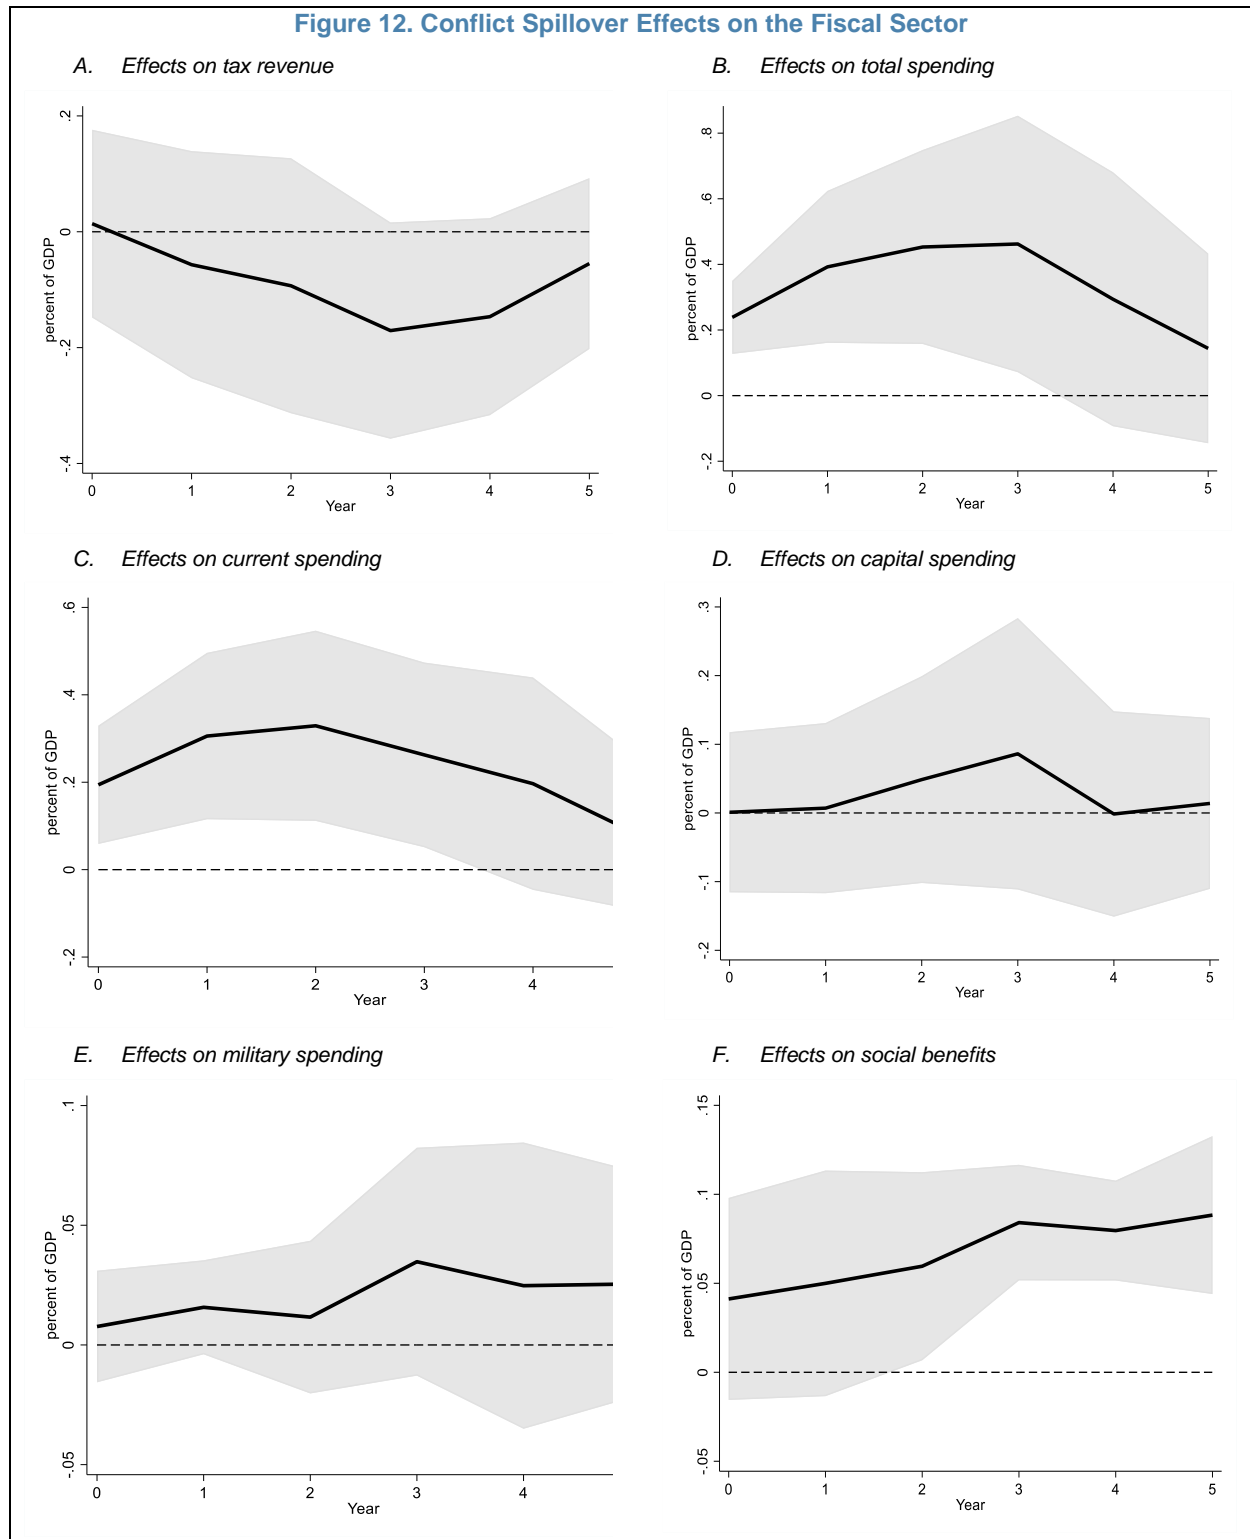 Figure 12. Conflict Spillover Effects on the Fiscal Sector
A. Effects on tax revenue
.2
0
-.2
-.4
percent of GDP
0 1 2 3 4 5
Year
B. Effects on total spending
.8
.6
.4
.2
0
-.2
percent of GDP
0 1 2 3 4 5
Year
C. Effects on current spending
.6
.4
.2
0
-.2
percent of GDP
0 1 2 3 4
Year
D. Effects on capital spending
.3
.2
.1
0
-.1
-.2
percent of GDP
0 1 2 3 4 5
Year
E. Effects on military spending
.1
.05
0
-.05
percent of GDP
0 1 2 3 4
Year
F. Effects on social benefits
.15
.1
.05
0
-.05
percent of GDP
0 1 2 3 4 5
Year